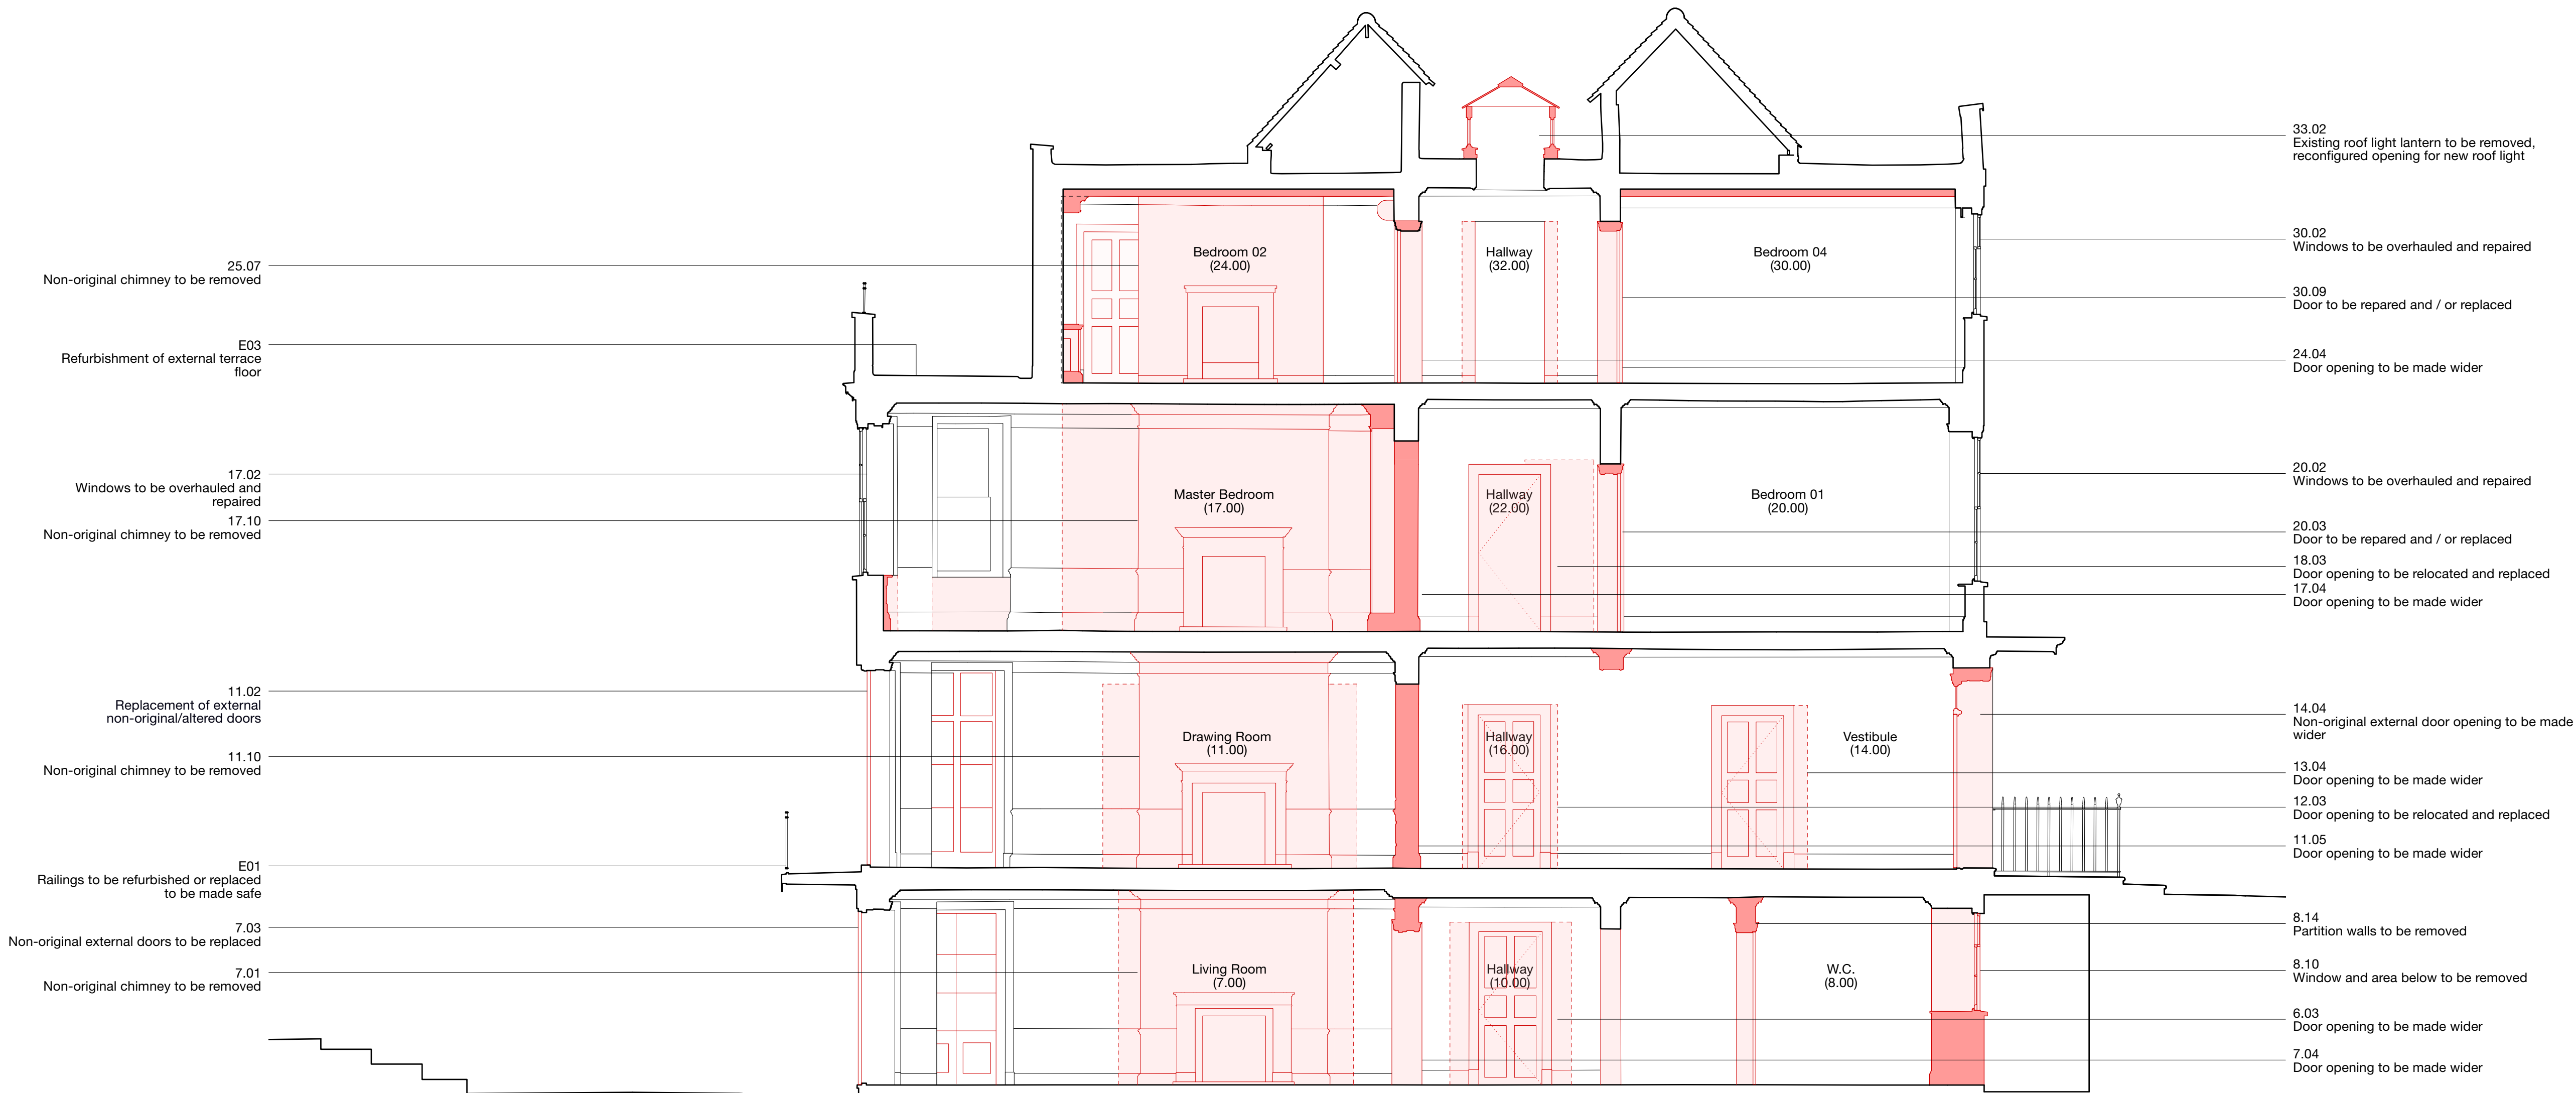 25.07
Non-original chimney to be removed
E03
Refurbishment of external terrace
floor
17.02
Windows to be overhauled and
repaired
17.10
Non-original chimney to be removed
11.02
Replacement of external
non-original/altered doors
11.10
Non-original chimney to be removed
E01
Railings to be refurbished or replaced
to be made safe
7.03
Non-original external doors to be replaced
7.01
Non-original chimney to be removed
Bedroom 02
(24.00)
Hallway
(32.00)
Bedroom 04
(30.00)
Master Bedroom
(17.00)
Hallway
(22.00)
Bedroom 01
(20.00)
Drawing Room
(11.00)
Hallway
(16.00)
Vestibule
(14.00)
Living Room
(7.00)
Hallway
(10.00)
W.C.
(8.00)
33.02
Existing roof light lantern to be removed,
reconfigured opening for new roof light
30.02
Windows to be overhauled and repaired
30.09
Door to be repared and / or replaced
24.04
Door opening to be made wider
20.02
Windows to be overhauled and repaired
20.03
Door to be repared and / or replaced
18.03
Door opening to be relocated and replaced
17.04
Door opening to be made wider
14.04
Non-original external door opening to be made
wider
13.04
Door opening to be made wider
12.03
Door opening to be relocated and replaced
11.05
Door opening to be made wider
8.14
Partition walls to be removed
8.10
Window and area below to be removed
6.03
Door opening to be made wider
7.04
Door opening to be made wider